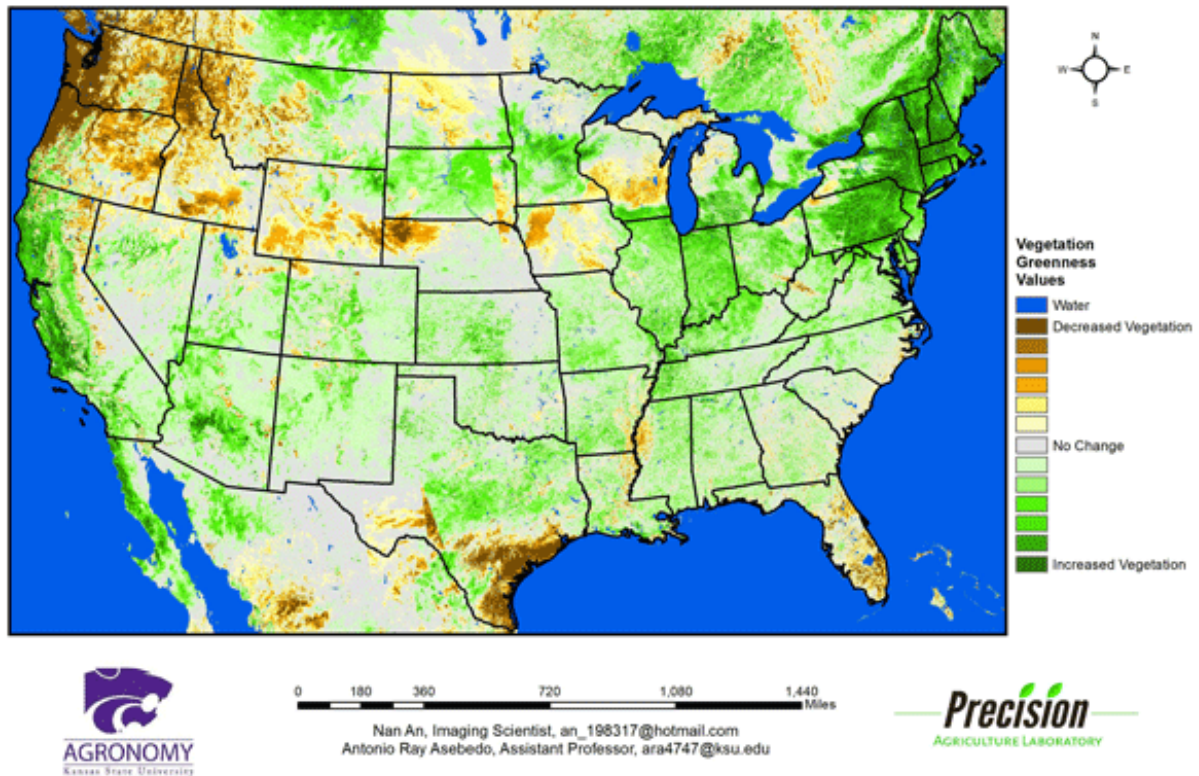 N
W
E
S
Vegetation
Greenness
Values
Water
Decreased Vegetation
No Change
Increased Vegetation
0 180 360 720 1,080 1,440
Miles
Nan An, Imaging Scientist, an_198317@hotmail.com
Antonio Ray Asebedo, Assistant Professor, ara4747@ksu.edu
AGRONOMY
Kansas State University
Precision
AGRICULTURE LABORATORY